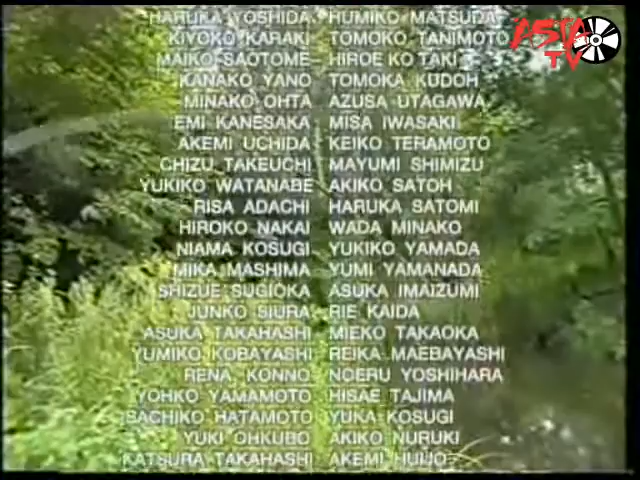 HARUKA YOSHIDA HUMIKO MATSUDA
KIYOKO KARAKI TOMOKO TANIMOTO
MAIKO SAOTOME HIROE KOTAKI
KANAKO YANO TOMOKA KUDOH
MINAKO OHTA AZUSA UTAGAWA
EMI KANESAKA MISA IWASAKI
AKEMI UCHIDA KEIKO TERAMOTO
CHIZU TAKEUCHI MAYUMI SHIMIZU
YUKIKO WATANABE AKIKO SATOH
RISA ADACHI HARUKA SATOMI
HIROKO NAKAI WADA MINAKO
NIAMA KOSUGI YUKIKO YAMADA
MIKA MASHIMA YUMI YAMANADA
SHIZUE SUGIOKA ASUKA IMAIZUMI
JUNKO SIURA RIE KAIDA
ASUKA TAKAHASHI MIEKO TAKAOKA
YUMIKO KOBAYASHI REIKA MAEBAYASHI
RENA KONNO NOERU YOSHIHARA
YOHKO YAMAMOTO HISAE TAJIMA
SACHIKO HATAMOTO YUKA KOSUGI
YUKI OHKUBO AKIKO NURUKI
KATSURA TAKAHASHI AKEMI
ASIA
TV